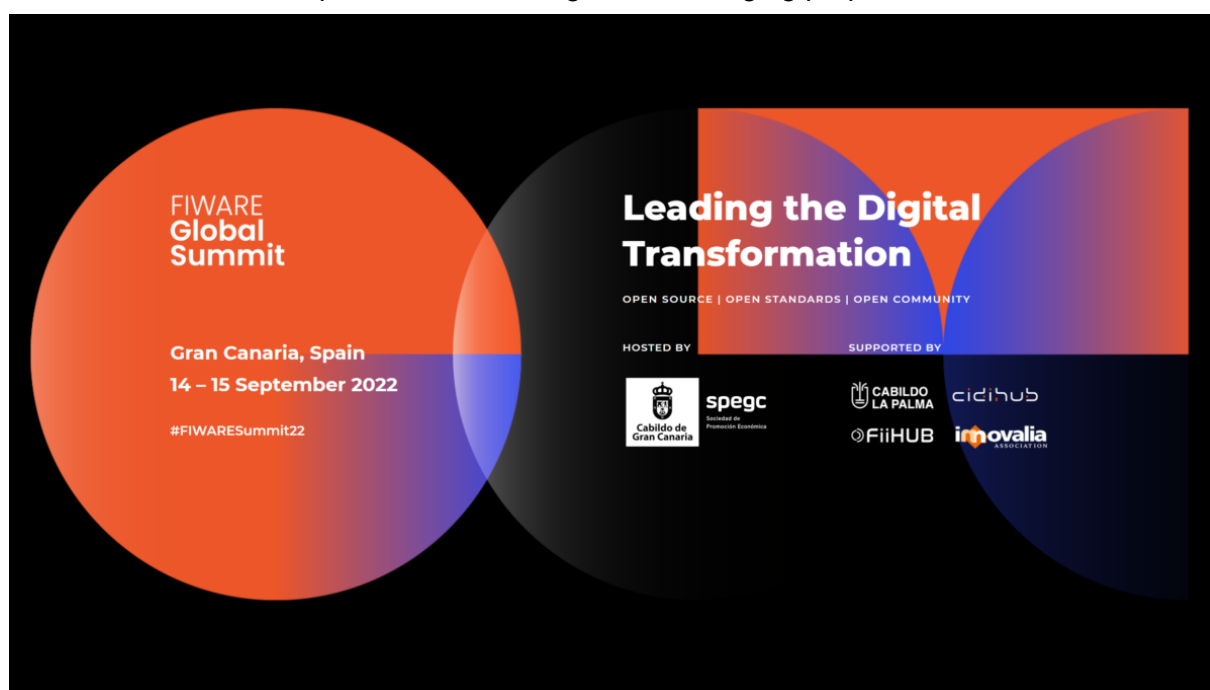 FIWARE
Global
Summit
Gran Canaria, Spain
14 – 15 September 2022
#FIWARESummit22
Leading the Digital
Transformation
OPEN SOURCE | OPEN STANDARDS | OPEN COMMUNITY
HOSTED BY
Cabildo de
Gran Canaria
spegc
Sociedad de
Promoción Económica
SUPPORTED BY
CABILDO
LA PALMA
cidihub
FiiHUB
innovalia
ASSOCIATION